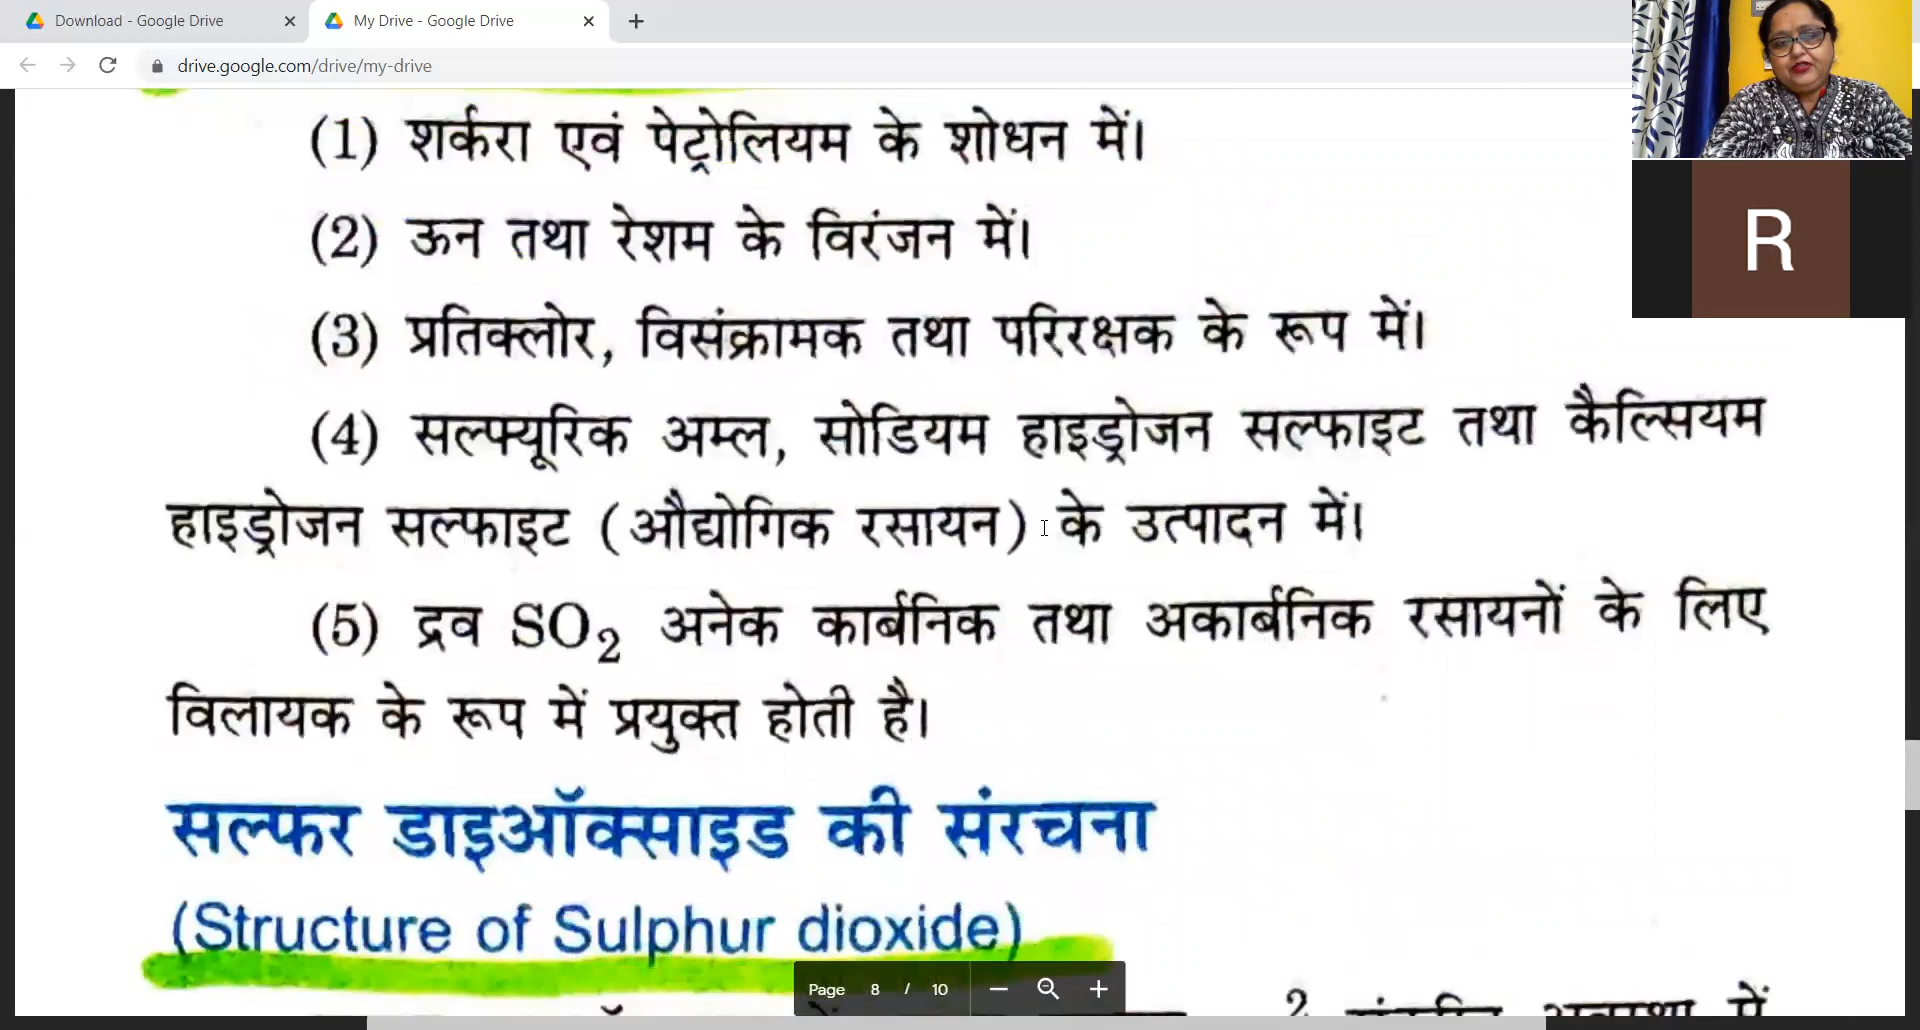 Download - Google Drive
My Drive - Google Drive
drive.google.com/drive/my-drive
(1) शर्करा एवं पेट्रोलियम के शोधन में।
(2) ऊन तथा रेशम के विरंजन में।
(3) प्रतिक्लोर, विसंक्रामक तथा परिरक्षक के रूप में।
(4) सल्फ्यूरिक अम्ल, सोडियम हाइड्रोजन सल्फाइट तथा कैल्सियम
हाइड्रोजन सल्फाइट (औद्योगिक रसायन) के उत्पादन में।
(5) द्रव SO₂ अनेक कार्बनिक तथा अकार्बनिक रसायनों के लिए
विलायक के रूप में प्रयुक्त होती है।
सल्फर डाइऑक्साइड की संरचना
(Structure of Sulphur dioxide)
Page 8 / 10
R